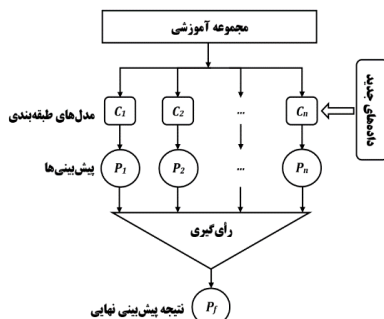 مجموعه آموزشی
مدل‌های طبقه‌بندی
C1 C2 ... Cn
داده‌های جدید
پیش‌بینی‌ها
P1 P2 ... Pn
رأی‌گیری
نتیجه پیش‌بینی نهایی
Pf